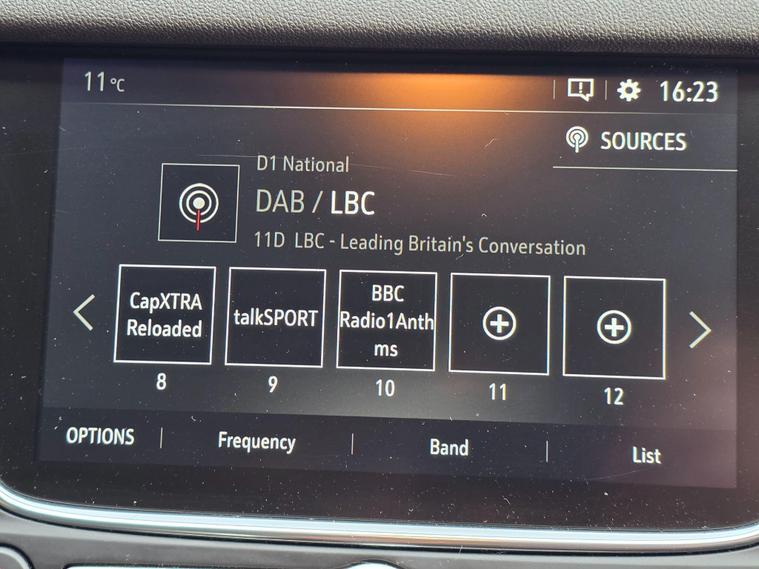 11 °C
16:23
SOURCES
D1 National
DAB / LBC
11D LBC - Leading Britain's Conversation
CapXTRA
Reloaded
talkSPORT
BBC
Radio1Anth
ms
8
9
10
11
12
OPTIONS
Frequency
Band
List